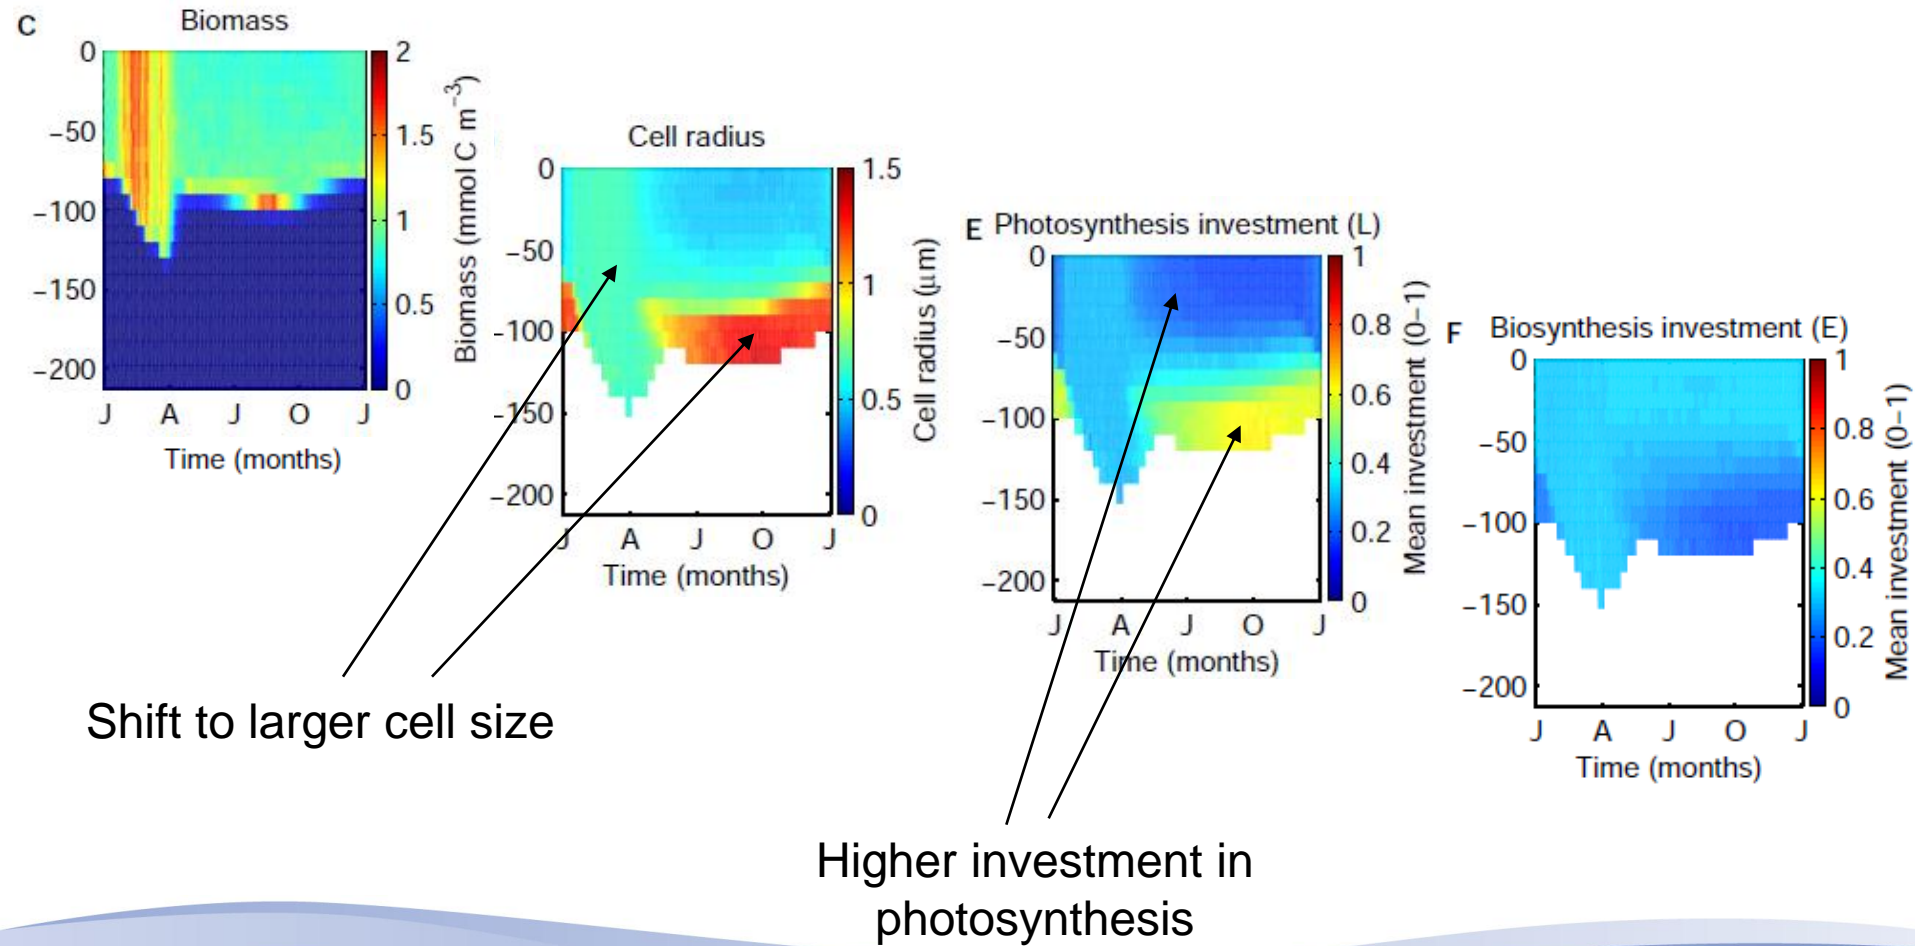 C
Biomass
0
−50
−100
−150
−200
J A J O J
Time (months)
2
1.5
1
0.5
0
Biomass (mmol C m−3)
Cell radius
0
−50
−100
−150
−200
J A J O J
Time (months)
1.5
1
0.5
0
Cell radius (μm)
E Photosynthesis investment (L)
0
−50
−100
−150
−200
J A J O J
Time (months)
1
0.8
0.6
0.4
0.2
0
Mean investment (0−1)
F Biosynthesis investment (E)
0
−50
−100
−150
−200
J A J O J
Time (months)
1
0.8
0.6
0.4
0.2
0
Mean investment (0−1)
Shift to larger cell size
Higher investment in
photosynthesis